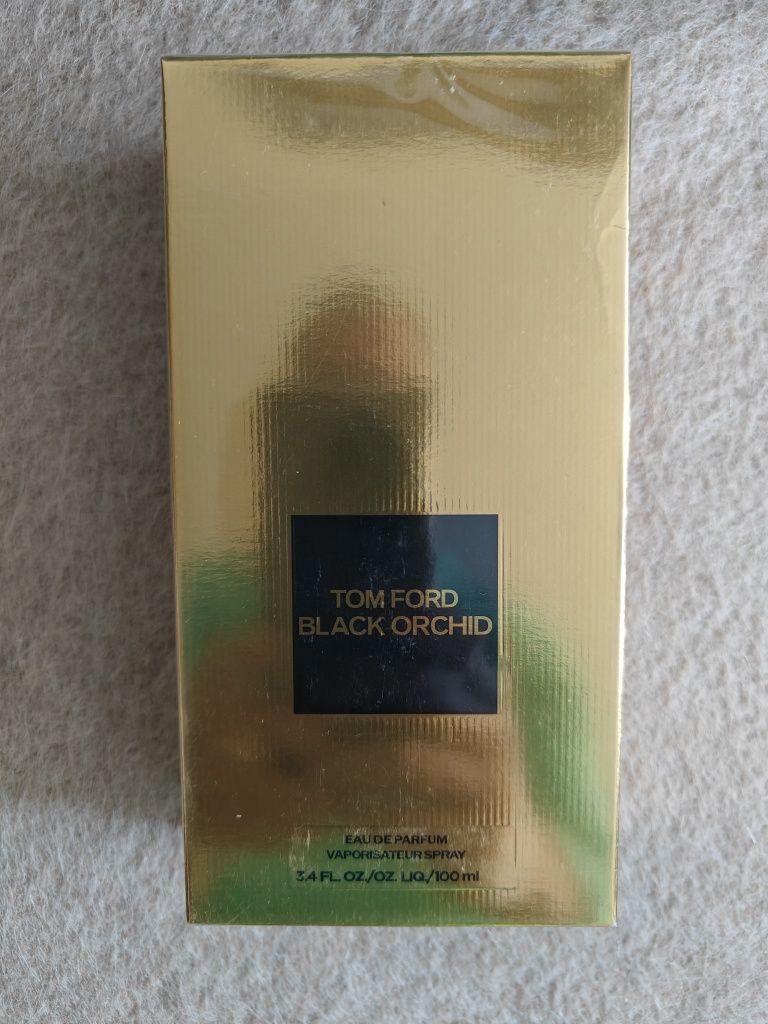 TOM FORD
BLACK ORCHID
EAU DE PARFUM
VAPORISATEUR SPRAY
3.4 FL. OZ./OZ. LIQ./100 ml